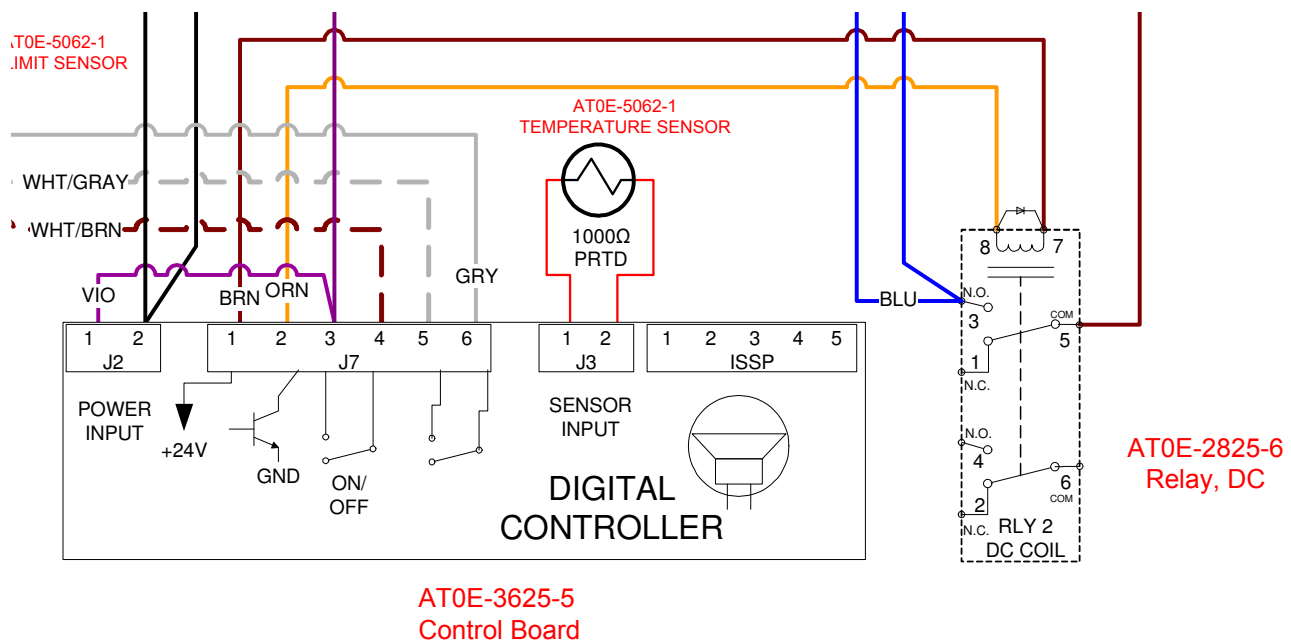 AT0E-5062-1
LIMIT SENSOR
AT0E-5062-1
TEMPERATURE SENSOR
WHT/GRAY
WHT/BRN
1000Ω
PRTD
8 7
GRY
VIO
BRN
ORN
BLU
N.O.
3
COM
5
1
N.C.
1 2
J2
1 2 3 4 5 6
J7
1 2
J3
1 2 3 4 5
ISSP
POWER
INPUT
+24V
GND
ON/
OFF
SENSOR
INPUT
DIGITAL
CONTROLLER
N.O.
4
6
COM
2
N.C.
RLY 2
DC COIL
AT0E-2825-6
Relay, DC
AT0E-3625-5
Control Board